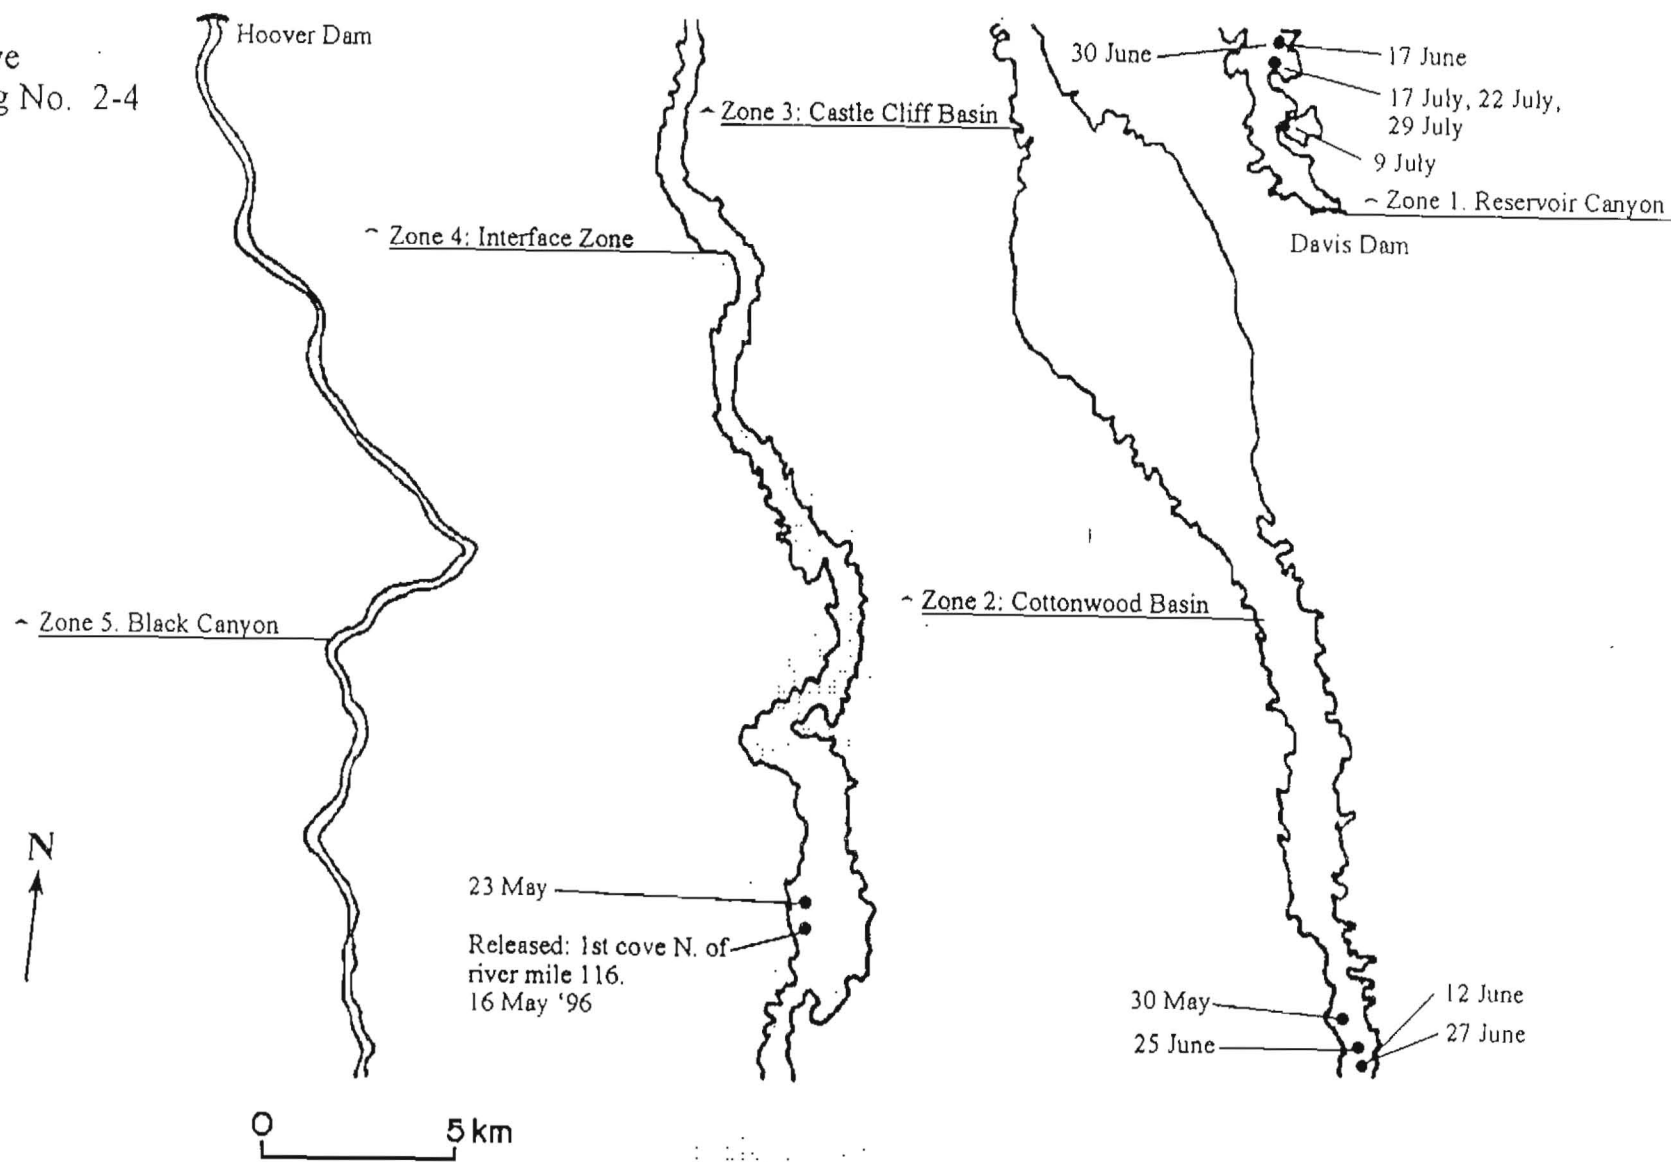 Hoover Dam
No. 2-4
30 June
17 June
17 July, 22 July,
29 July
9 July
~ Zone 3: Castle Cliff Basin
~ Zone 1. Reservoir Canyon
Davis Dam
~ Zone 4: Interface Zone
~ Zone 2: Cottonwood Basin
~ Zone 5. Black Canyon
N
23 May
Released: 1st cove N. of
river mile 116.
16 May ‘96
30 May
12 June
25 June
27 June
0 5 km